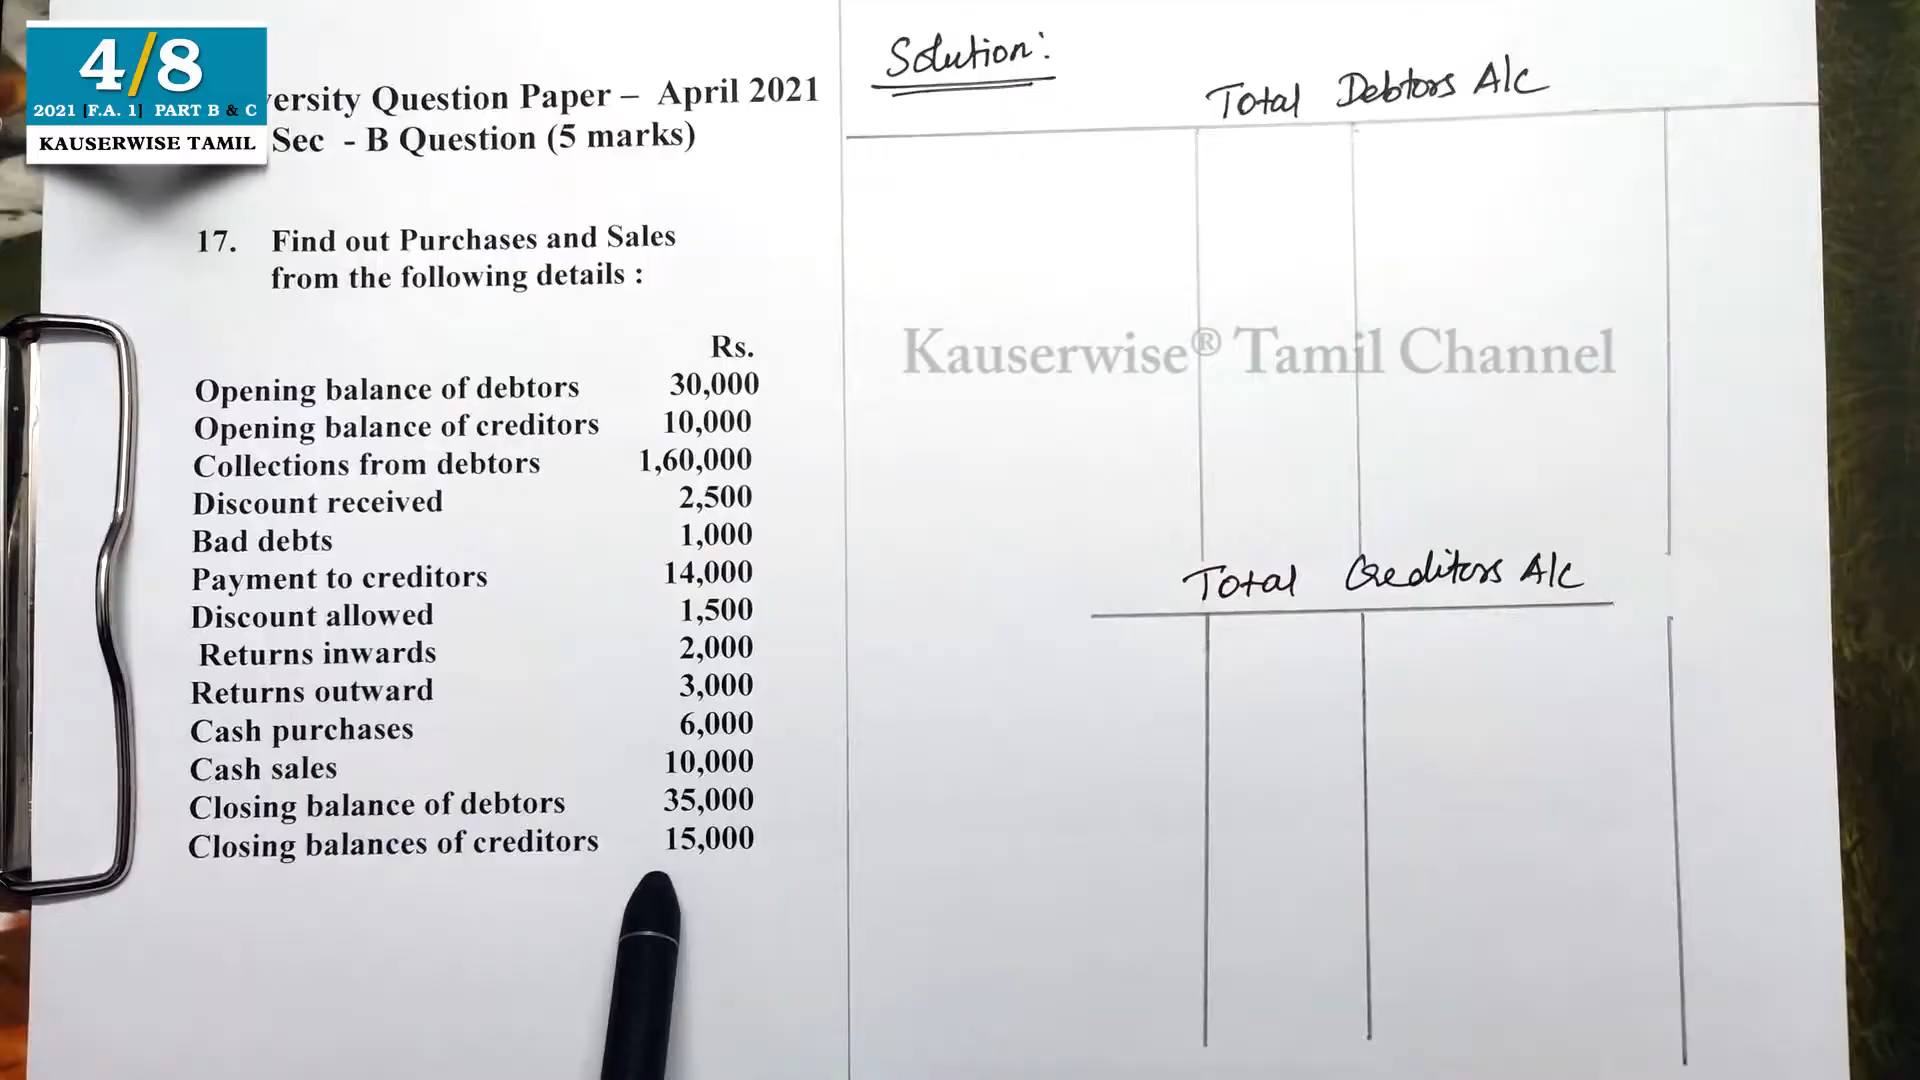 4/8
2021 [F.A. 1] PART B & C
KAUSERWISE TAMIL
versity Question Paper – April 2021
Sec - B Question (5 marks)
17. Find out Purchases and Sales
from the following details :
Rs.
Opening balance of debtors 30,000
Opening balance of creditors 10,000
Collections from debtors 1,60,000
Discount received 2,500
Bad debts 1,000
Payment to creditors 14,000
Discount allowed 1,500
Returns inwards 2,000
Returns outward 3,000
Cash purchases 6,000
Cash sales 10,000
Closing balance of debtors 35,000
Closing balances of creditors 15,000
Solution:
Total Debtors A/c
Kauserwise® Tamil Channel
Total Creditors A/c